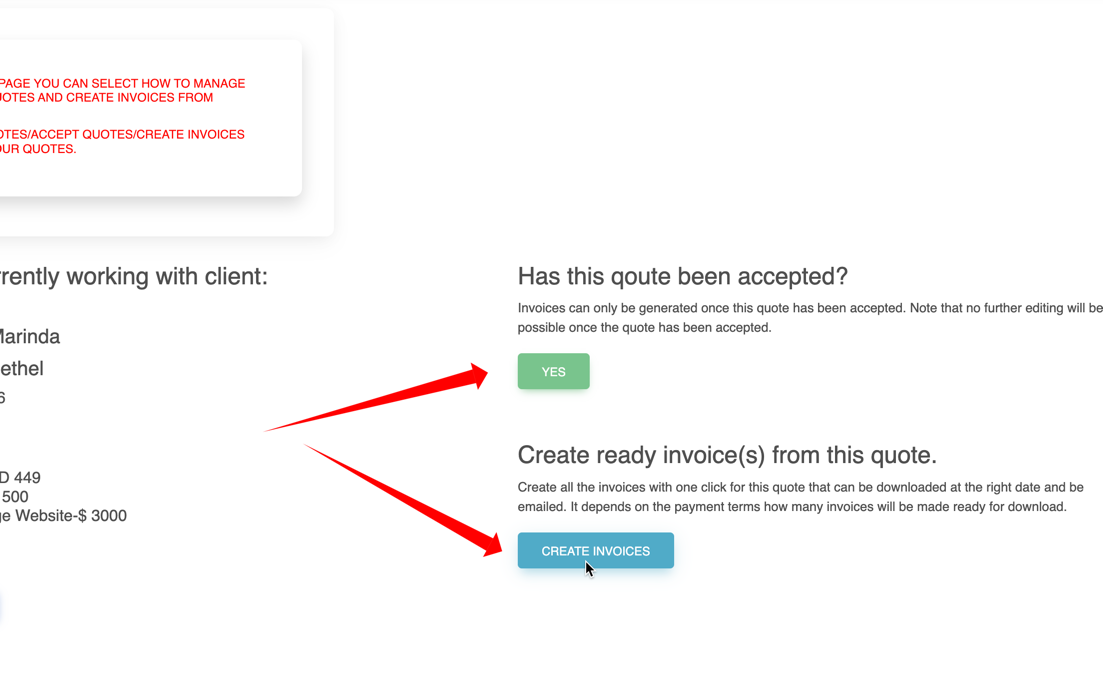 PAGE YOU CAN SELECT HOW TO MANAGE
UOTES AND CREATE INVOICES FROM
OTES/ACCEPT QUOTES/CREATE INVOICES
OUR QUOTES.
rrently working with client:
Marinda
ethel
6
D 449
500
ge Website-$ 3000
Has this qoute been accepted?
Invoices can only be generated once this quote has been accepted. Note that no further editing will be
possible once the quote has been accepted.
YES
Create ready invoice(s) from this quote.
Create all the invoices with one click for this quote that can be downloaded at the right date and be
emailed. It depends on the payment terms how many invoices will be made ready for download.
CREATE INVOICES